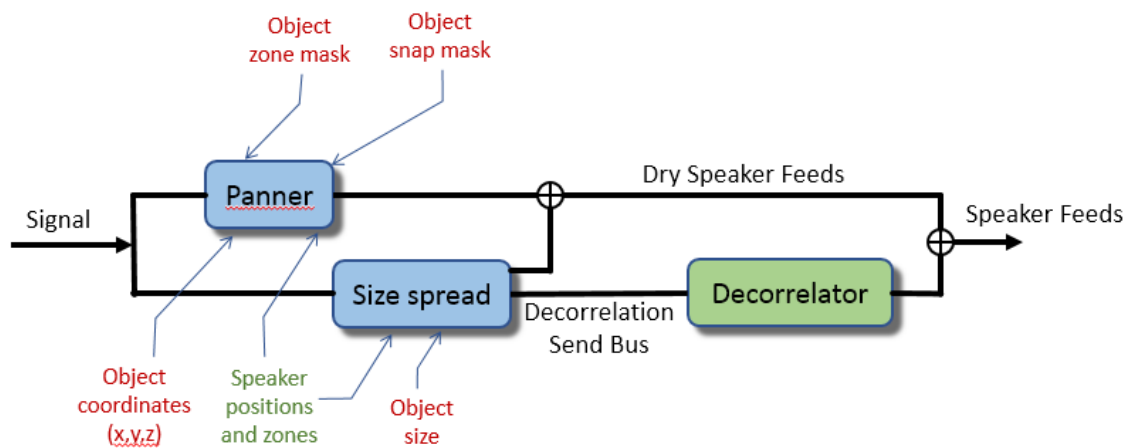 Object
zone mask
Object
snap mask
Panner
Dry Speaker Feeds
Signal
Speaker Feeds
Size spread
Decorrelator
Decorrelation
Send Bus
Object
coordinates
(x,y,z)
Speaker
positions
and zones
Object
size